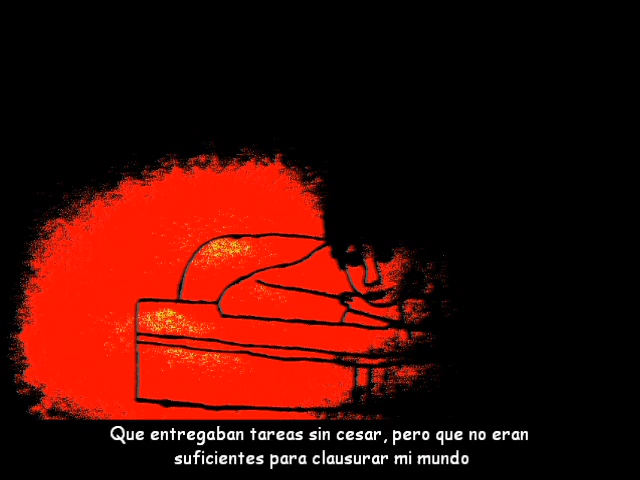 Que entregaban tareas sin cesar, pero que no eran
suficientes para clausurar mi mundo